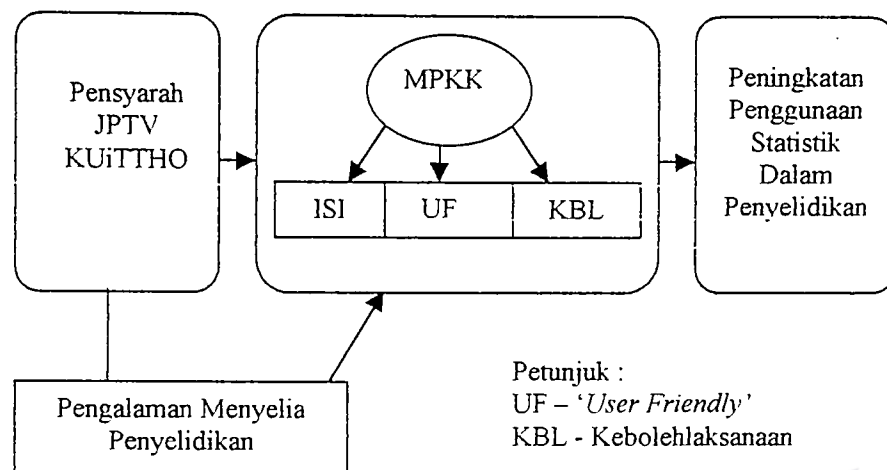 Pensyarah
JPTV
KUiTTHO
MPKK
ISI
UF
KBL
Peningkatan
Penggunaan
Statistik
Dalam
Penyelidikan
Pengalaman Menyelia
Penyelidikan
Petunjuk :
UF – ‘User Friendly’
KBL - Kebolehlaksanaan